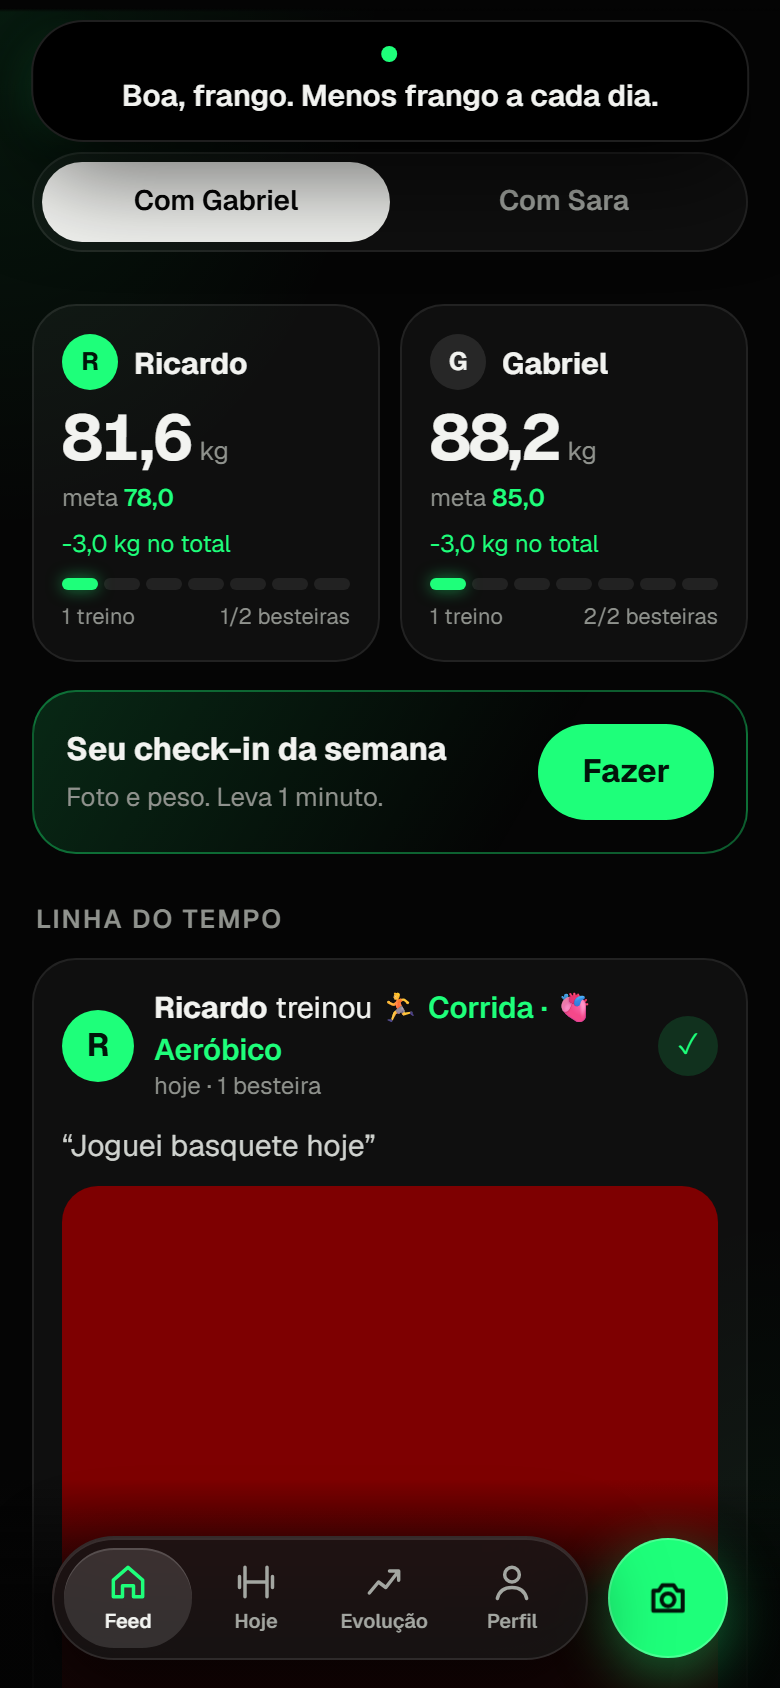 Boa, frango. Menos frango a cada dia.
Com Gabriel
Com Sara
R
Ricardo
81,6 kg
meta 78,0
-3,0 kg no total
1 treino
1/2 besteiras
G
Gabriel
88,2 kg
meta 85,0
-3,0 kg no total
1 treino
2/2 besteiras
Seu check-in da semana
Foto e peso. Leva 1 minuto.
Fazer
LINHA DO TEMPO
R
Ricardo treinou 🏃 Corrida · 🫀
Aeróbico
hoje · 1 besteira
✓
“Joguei basquete hoje”
Feed
Hoje
Evolução
Perfil